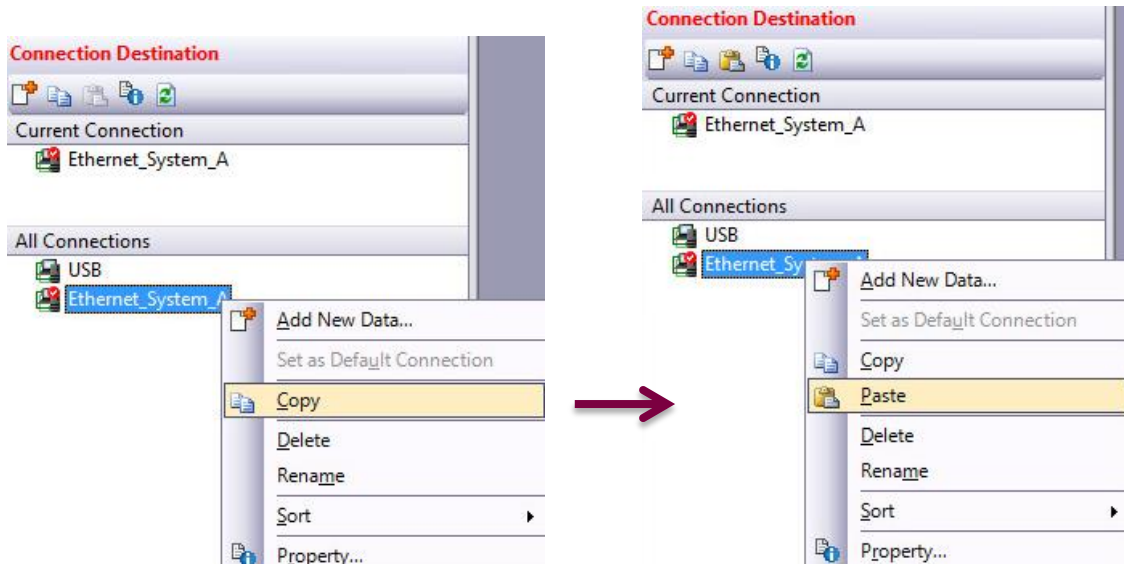 Connection Destination
Current Connection
Ethernet_System_A
All Connections
USB
Ethernet_System_A
Add New Data...
Set as Default Connection
Copy
Delete
Rename
Sort
Property...
Connection Destination
Current Connection
Ethernet_System_A
All Connections
USB
Ethernet_Sy
Add New Data...
Set as Default Connection
Copy
Paste
Delete
Rename
Sort
Property...